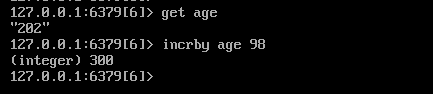 127.0.0.1:6379[6]> get age
"202"
127.0.0.1:6379[6]> incrby age 98
(integer) 300
127.0.0.1:6379[6]>